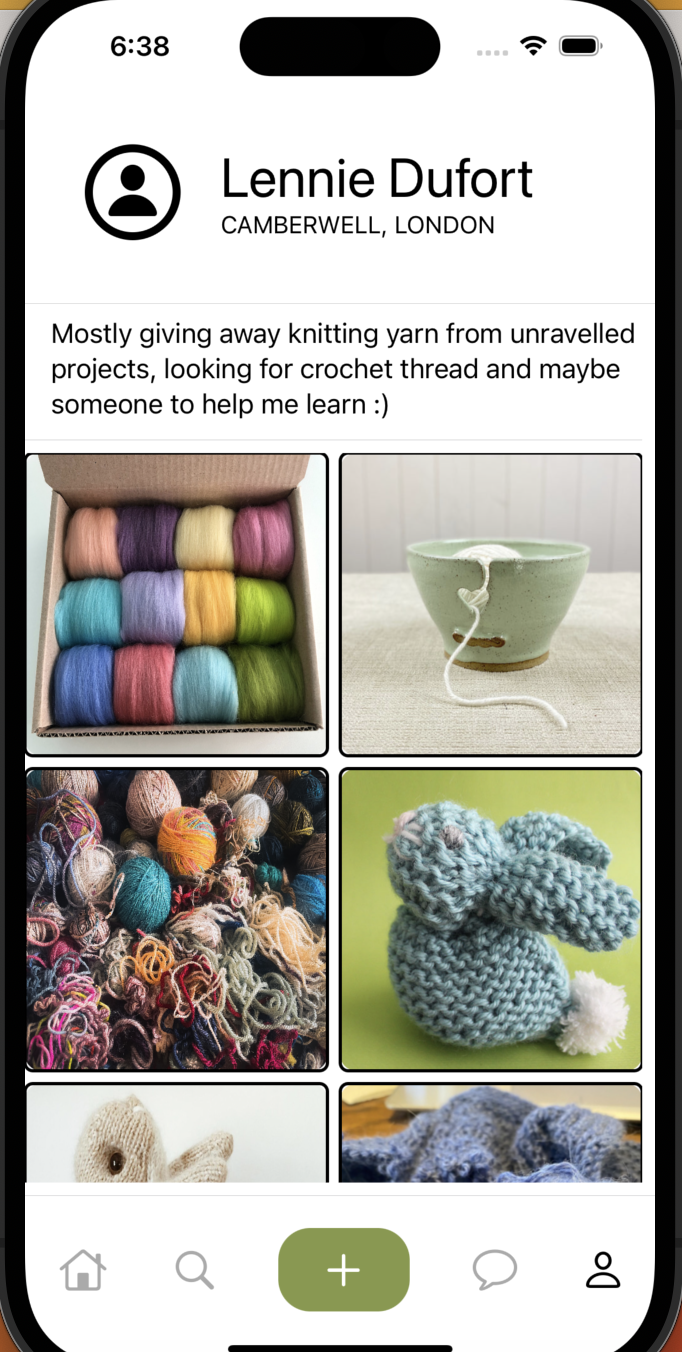 6:38
Lennie Dufort
CAMBERWELL, LONDON
Mostly giving away knitting yarn from unravelled
projects, looking for crochet thread and maybe
someone to help me learn :)